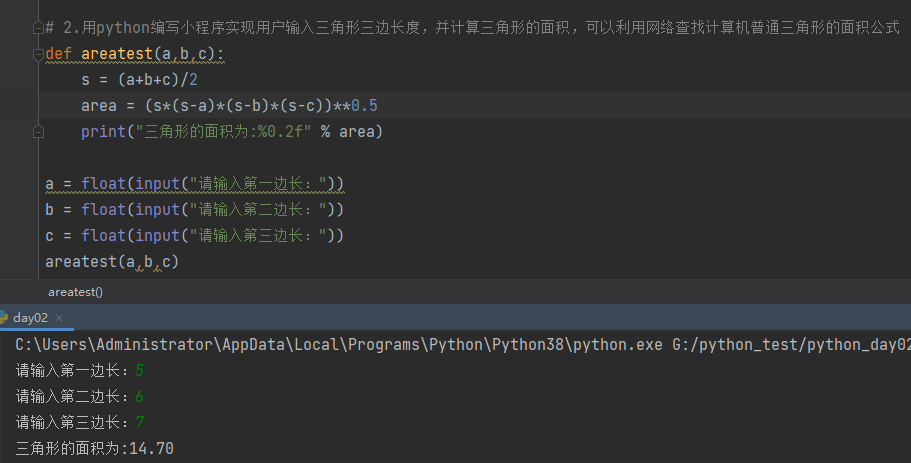 # 2.用python编写小程序实现用户输入三角形三边长度，并计算三角形的面积，可以利用网络查找计算机普通三角形的面积公式
def areatest(a,b,c):
    s = (a+b+c)/2
    area = (s*(s-a)*(s-b)*(s-c))**0.5
    print("三角形的面积为:%0.2f" % area)
a = float(input("请输入第一边长："))
b = float(input("请输入第二边长："))
c = float(input("请输入第三边长："))
areatest(a,b,c)
areatest()
day02
C:\Users\Administrator\AppData\Local\Programs\Python\Python38\python.exe G:/python_test/python_day02
请输入第一边长：5
请输入第二边长：6
请输入第三边长：7
三角形的面积为:14.70